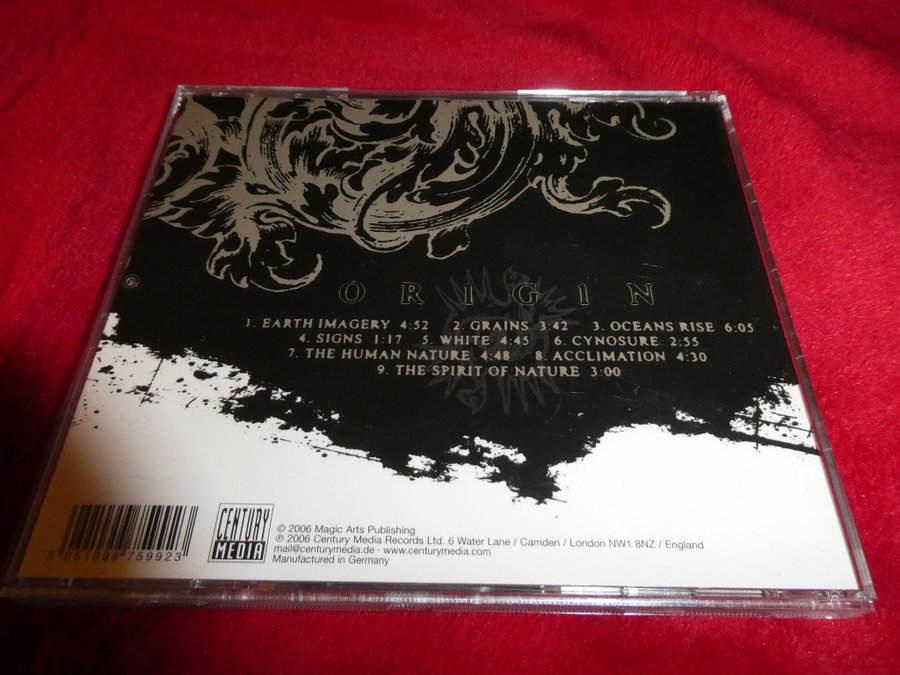 ORIGIN
1. EARTH IMAGERY 4:52 2. GRAINS 3:42 3. OCEANS RISE 6:05
4. SIGNS 1:17 5. WHITE 4:45 6. CYNOSURE 2:55
7. THE HUMAN NATURE 4:48 8. ACCLIMATION 4:30
9. THE SPIRIT OF NATURE 3:00
CENTURY
MEDIA
© 2006 Magic Arts Publishing
℗ 2006 Century Media Records Ltd. 6 Water Lane / Camden / London NW1 8NZ / England
mail@centurymedia.de · www.centurymedia.com
Manufactured in Germany